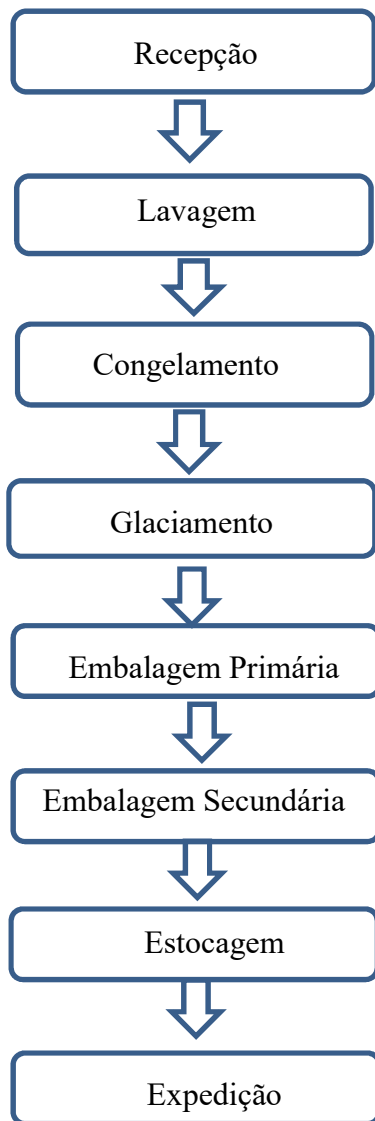 Recepção
Lavagem
Congelamento
Glaciamento
Embalagem Primária
Embalagem Secundária
Estocagem
Expedição